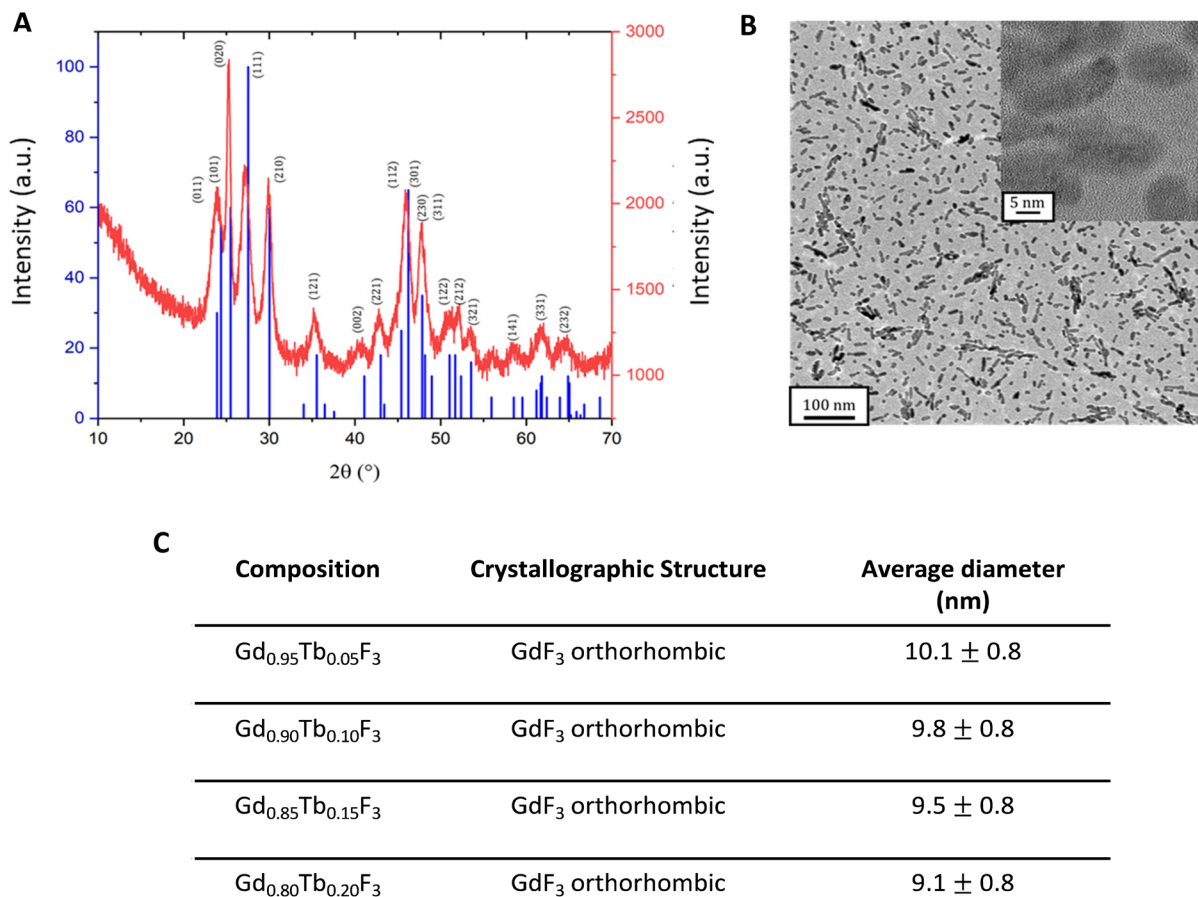 A
Intensity (a.u.)
100
80
60
40
20
0
(011)
(101)
(020)
(111)
(210)
(121)
(002)
(221)
(112)
(301)
(230)
(311)
(122)
(212)
(321)
(141)
(331)
(232)
3000
2500
2000
1500
1000
Intensity (a.u.)
10 20 30 40 50 60 70
2θ (°)
B
5 nm
100 nm
C
Composition Crystallographic Structure Average diameter
(nm)
Gd0.95Tb0.05F3 GdF3 orthorhombic 10.1 ± 0.8
Gd0.90Tb0.10F3 GdF3 orthorhombic 9.8 ± 0.8
Gd0.85Tb0.15F3 GdF3 orthorhombic 9.5 ± 0.8
Gd0.80Tb0.20F3 GdF3 orthorhombic 9.1 ± 0.8